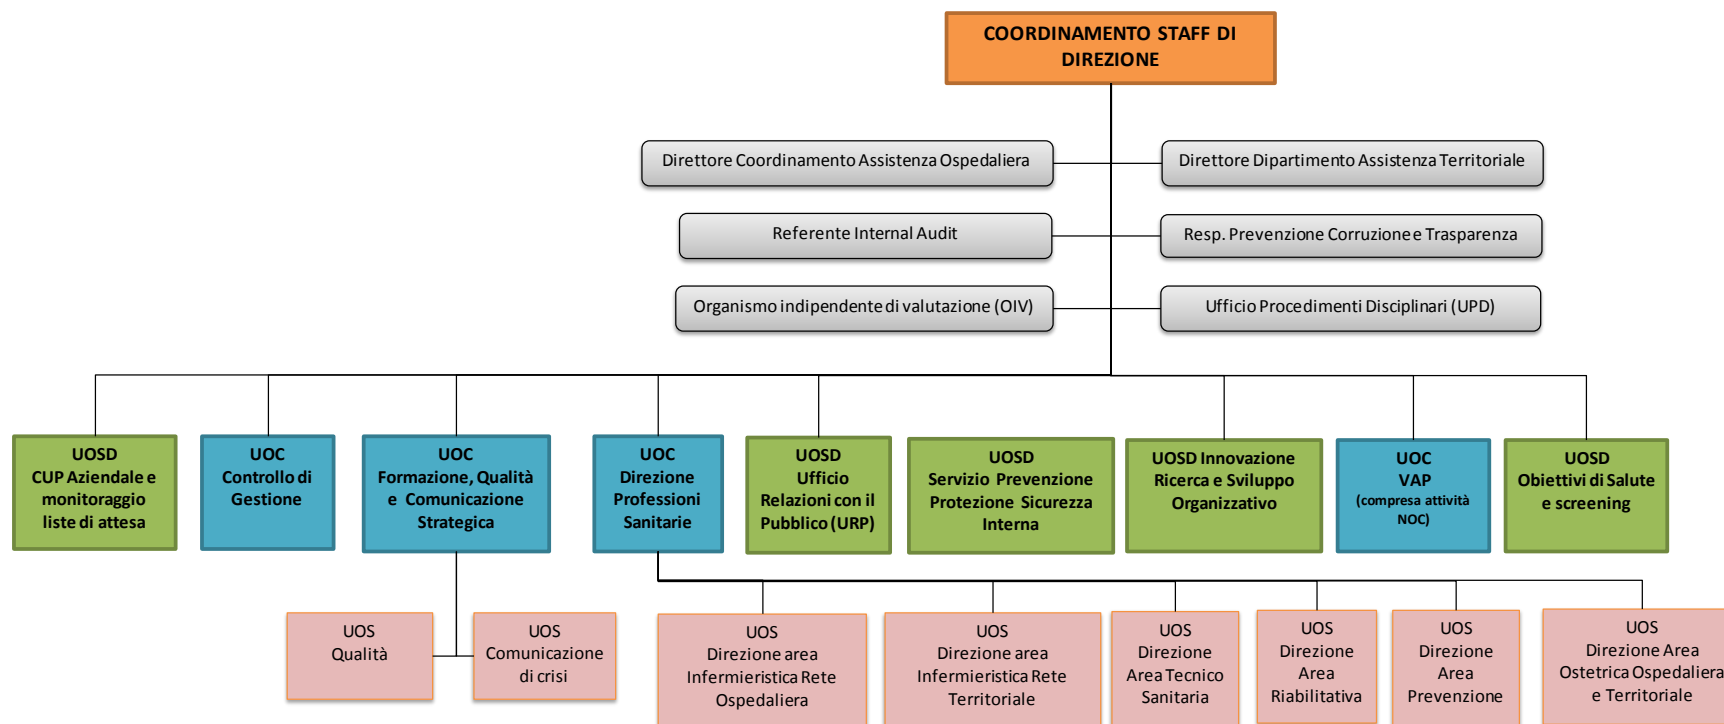 COORDINAMENTO STAFF DI
DIREZIONE
Direttore Coordinamento Assistenza Ospedaliera
Direttore Dipartimento Assistenza Territoriale
Referente Internal Audit
Resp. Prevenzione Corruzione e Trasparenza
Organismo indipendente di valutazione (OIV)
Ufficio Procedimenti Disciplinari (UPD)
UOSD
CUP Aziendale e
monitoraggio
liste di attesa
UOC
Controllo di
Gestione
UOC
Formazione, Qualità
e Comunicazione
Strategica
UOC
Direzione
Professioni
Sanitarie
UOSD
Ufficio
Relazioni con il
Pubblico (URP)
UOSD
Servizio Prevenzione
Protezione Sicurezza
Interna
UOSD Innovazione
Ricerca e Sviluppo
Organizzativo
UOC
VAP
(compresa attività
NOC)
UOSD
Obiettivi di Salute
e screening
UOS
Qualità
UOS
Comunicazione
di crisi
UOS
Direzione area
Infermieristica Rete
Ospedaliera
UOS
Direzione area
Infermieristica Rete
Territoriale
UOS
Direzione
Area Tecnico
Sanitaria
UOS
Direzione
Area
Riabilitativa
UOS
Direzione
Area
Prevenzione
UOS
Direzione Area
Ostetrica Ospedaliera
e Territoriale